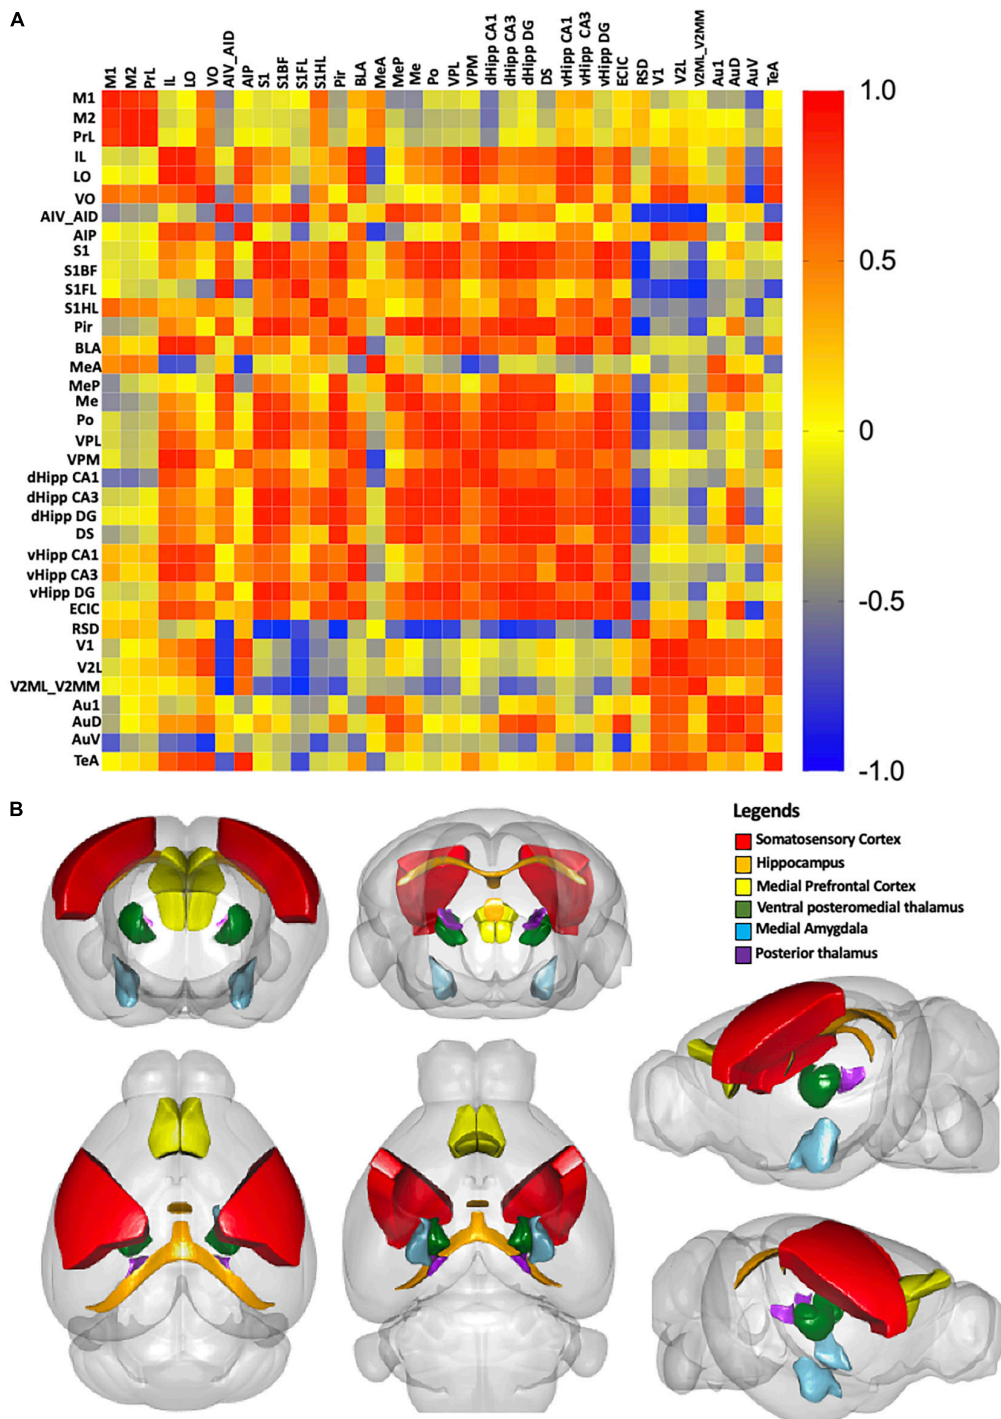 A
M1 M2 PrL IL LO VO AIV_AID AIP S1 S1BF S1FL S1HL Pir BLA MeA MeP Me Po VPL VPM dHipp CA1 dHipp CA3 dHipp DG DS vHipp CA1 vHipp CA3 vHipp DG ECIC RSD V1 V2L V2ML_V2MM Au1 AuD AuV TeA
M1
M2
PrL
IL
LO
VO
AIV_AID
AIP
S1
S1BF
S1FL
S1HL
Pir
BLA
MeA
MeP
Me
Po
VPL
VPM
dHipp CA1
dHipp CA3
dHipp DG
DS
vHipp CA1
vHipp CA3
vHipp DG
ECIC
RSD
V1
V2L
V2ML_V2MM
Au1
AuD
AuV
TeA
1.0
0.5
0
-0.5
-1.0
B
Legends
Somatosensory Cortex
Hippocampus
Medial Prefrontal Cortex
Ventral posteromedial thalamus
Medial Amygdala
Posterior thalamus